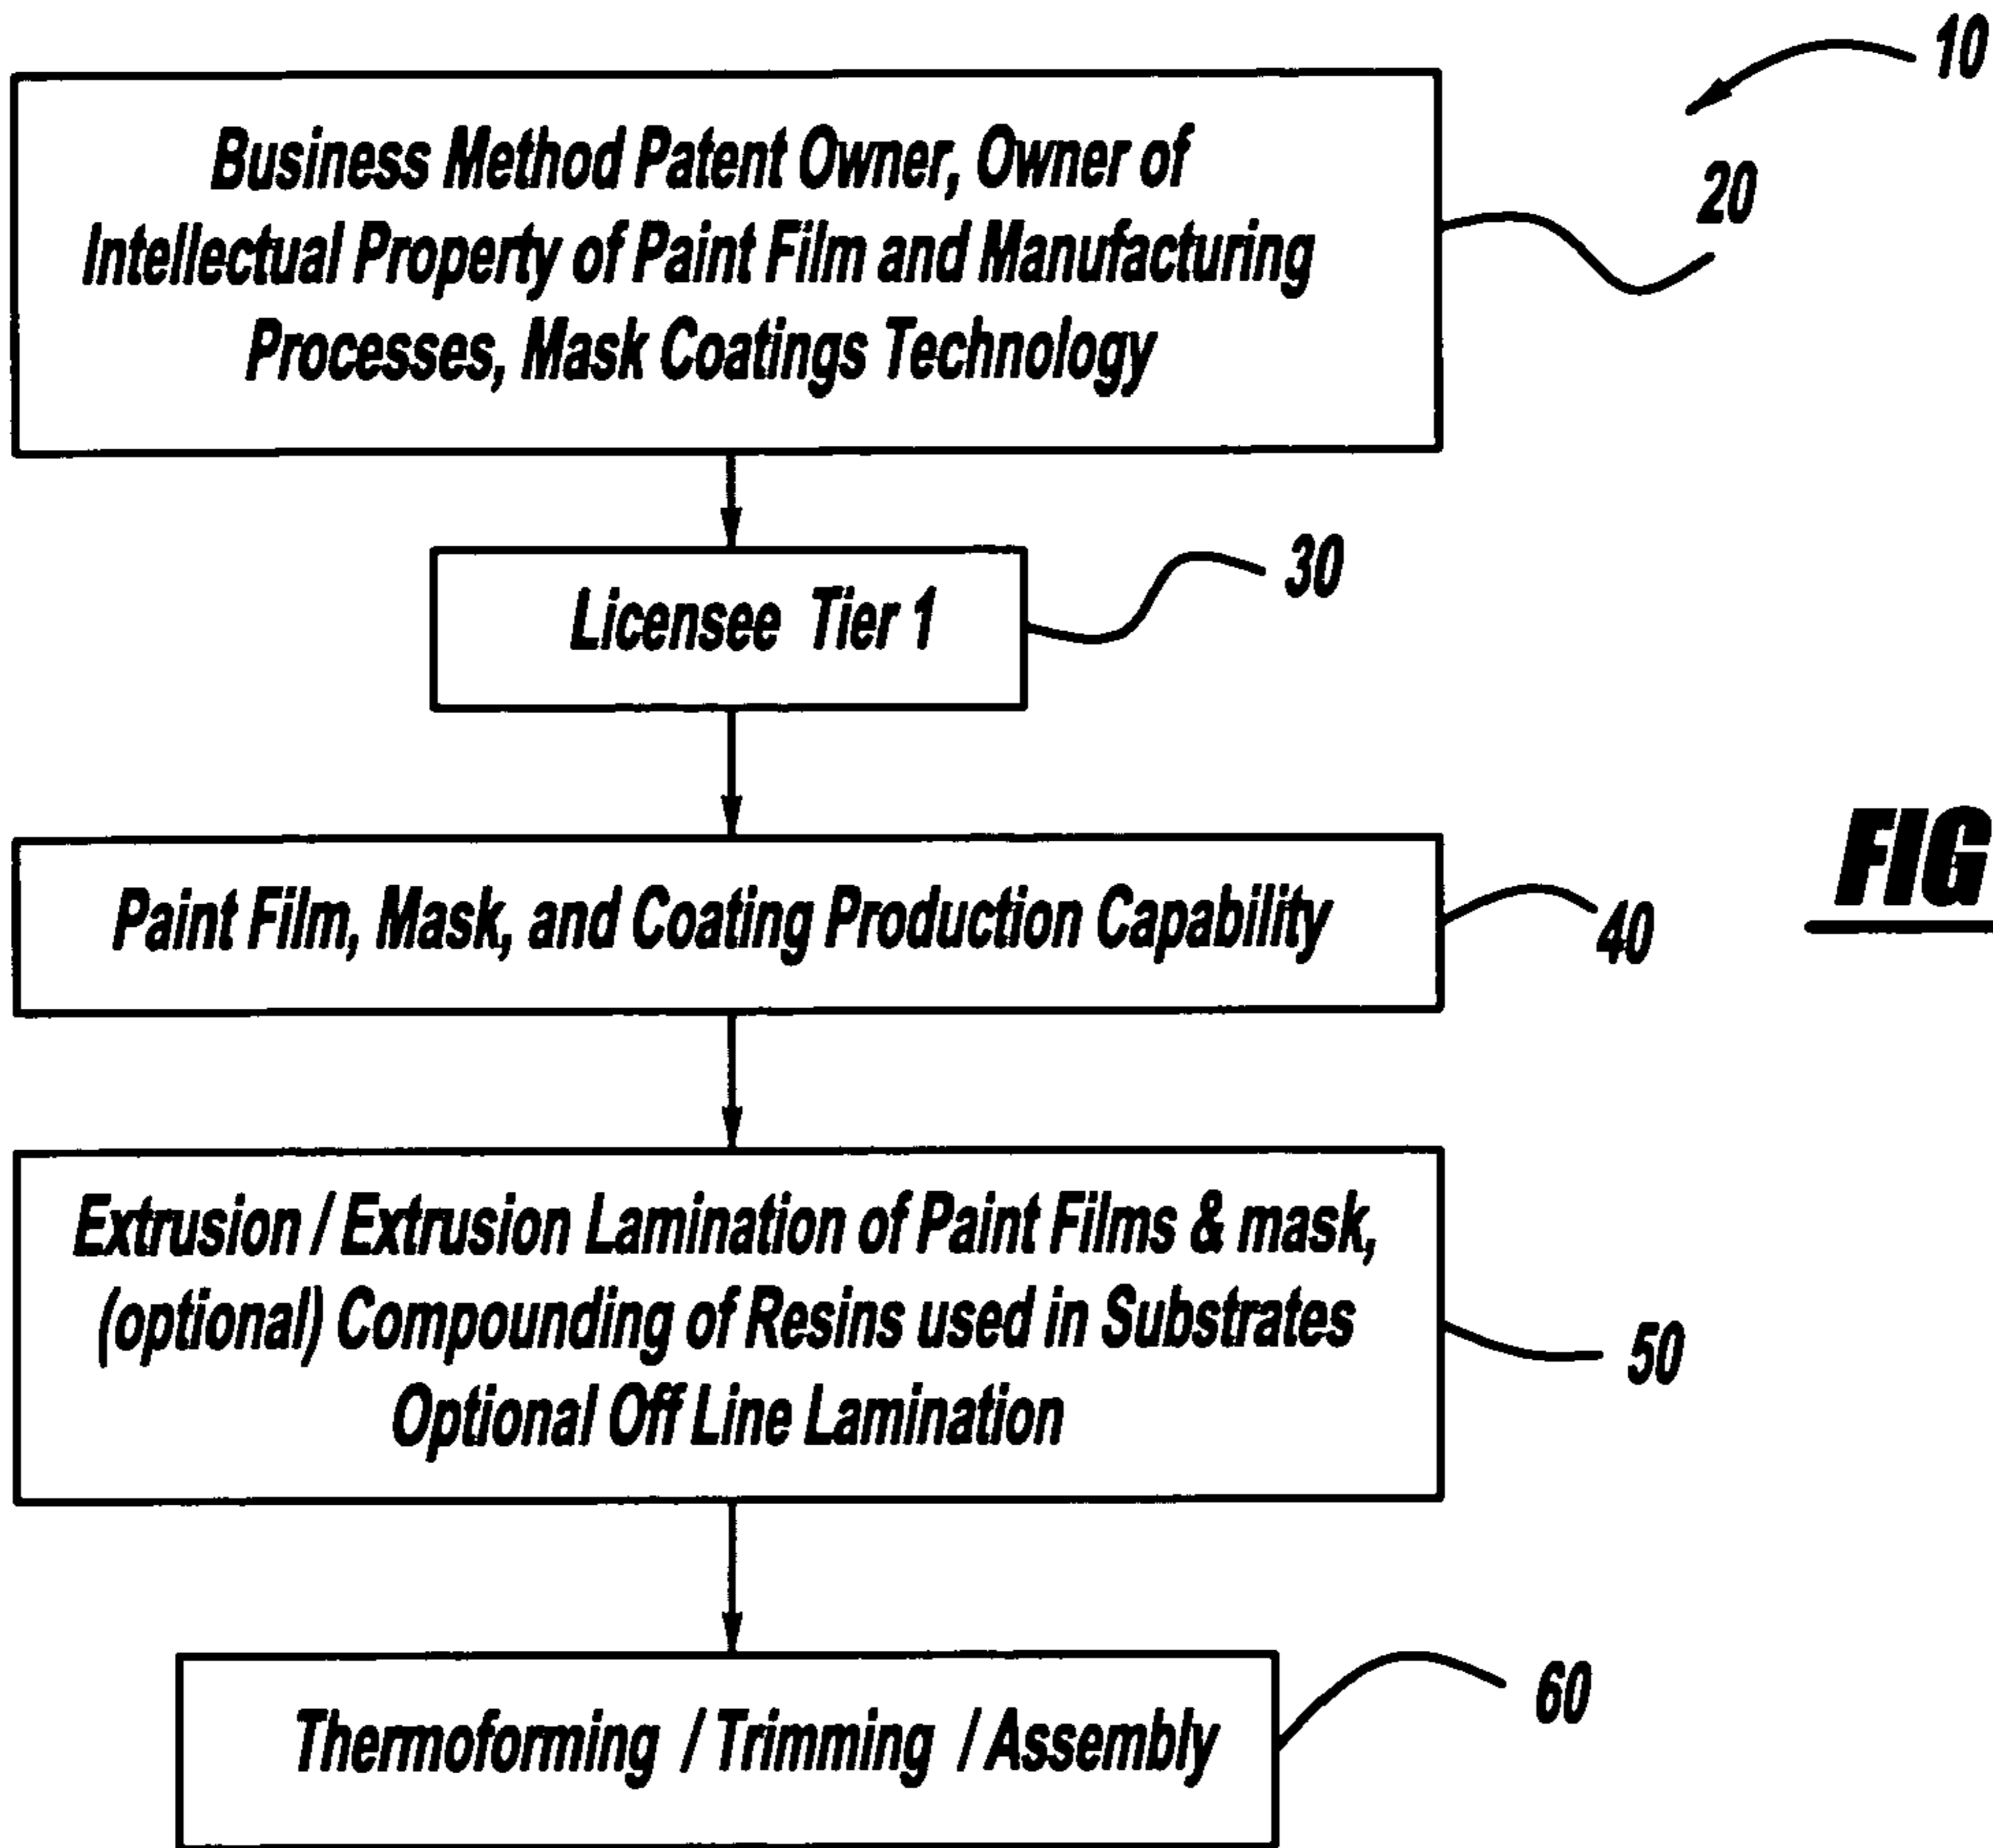 10
Business Method Patent Owner, Owner of
Intellectual Property of Paint Film and Manufacturing
Processes, Mask Coatings Technology
20
Licensee Tier 1
30
Paint Film, Mask, and Coating Production Capability
40
FIG
Extrusion / Extrusion Lamination of Paint Films & mask,
(optional) Compounding of Resins used in Substrates
Optional Off Line Lamination
50
Thermoforming / Trimming / Assembly
60